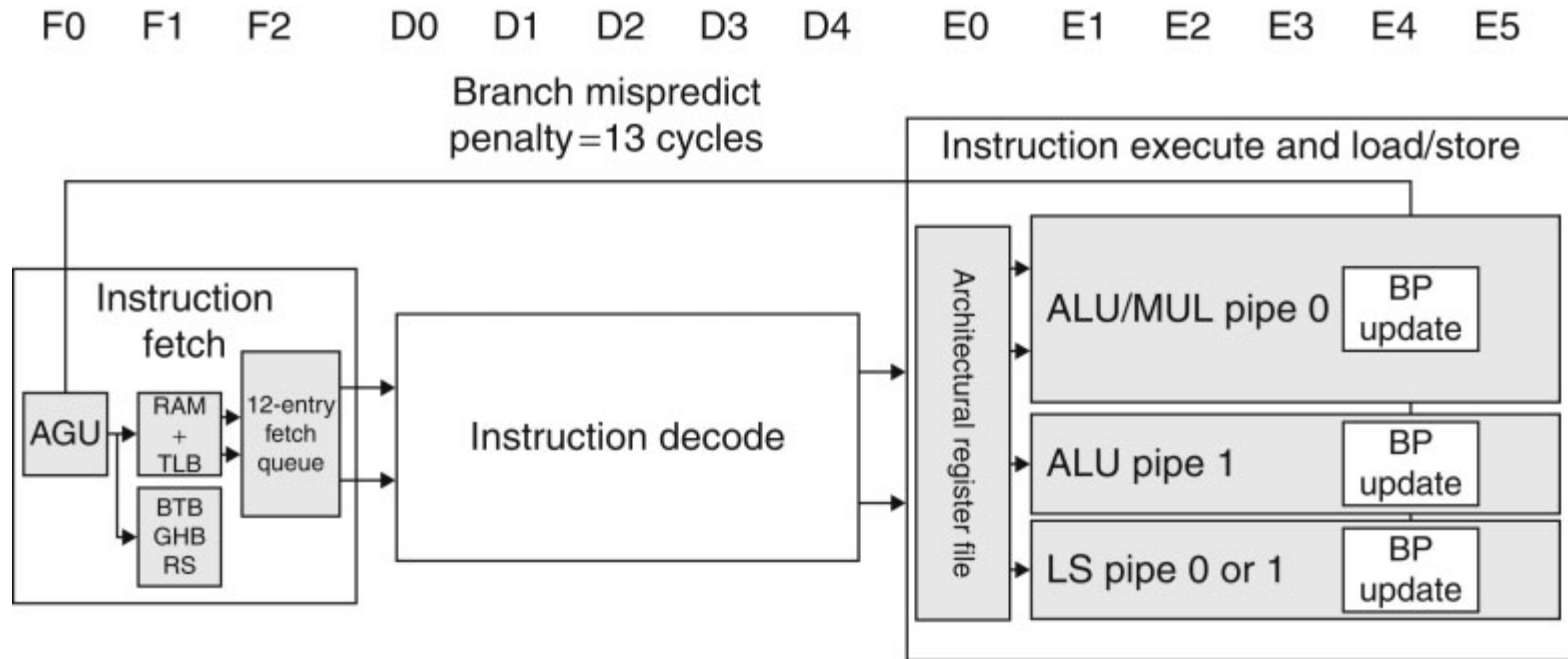 F0 F1 F2 D0 D1 D2 D3 D4 E0 E1 E2 E3 E4 E5
Branch mispredict
penalty=13 cycles
Instruction execute and load/store
Instruction
fetch
AGU
RAM
+
TLB
BTB
GHB
RS
12-entry
fetch
queue
Instruction decode
Architectural register file
ALU/MUL pipe 0
BP
update
ALU pipe 1
BP
update
LS pipe 0 or 1
BP
update